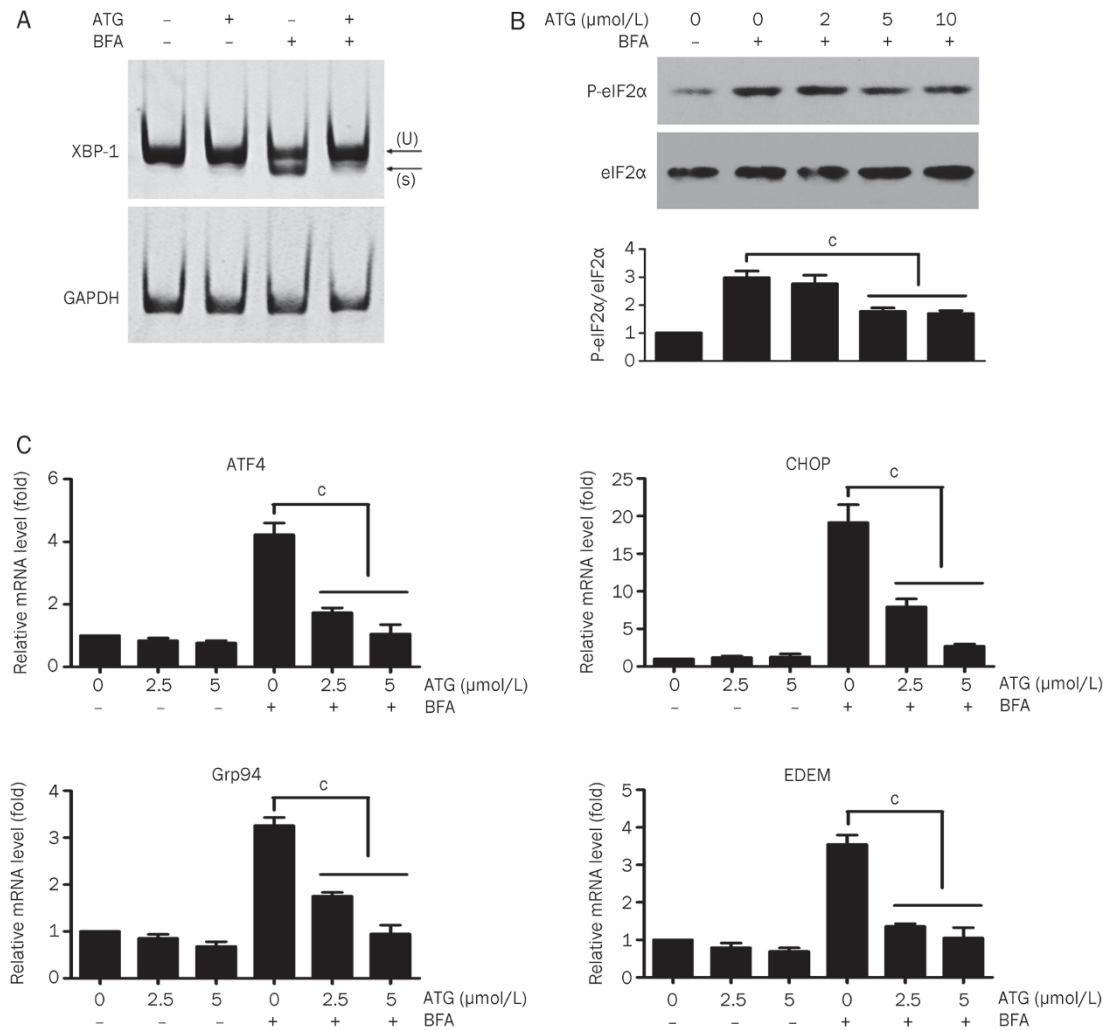 A
ATG – + – +
BFA – – + +
XBP-1
(U)
(s)
GAPDH
B
ATG (μmol/L) 0 0 2 5 10
BFA – + + + +
P-eIF2α
eIF2α
P-eIF2α/eIF2α
4
3
2
1
0
c
C
ATF4
Relative mRNA level (fold)
6
4
2
0
c
0 2.5 5 0 2.5 5 ATG (μmol/L)
– – – + + + BFA
CHOP
Relative mRNA level (fold)
25
20
15
10
5
0
c
0 2.5 5 0 2.5 5 ATG (μmol/L)
– – – + + + BFA
Grp94
Relative mRNA level (fold)
4
3
2
1
0
c
0 2.5 5 0 2.5 5 ATG (μmol/L)
– – – + + + BFA
EDEM
Relative mRNA level (fold)
5
4
3
2
1
0
c
0 2.5 5 0 2.5 5 ATG (μmol/L)
– – – + + + BFA